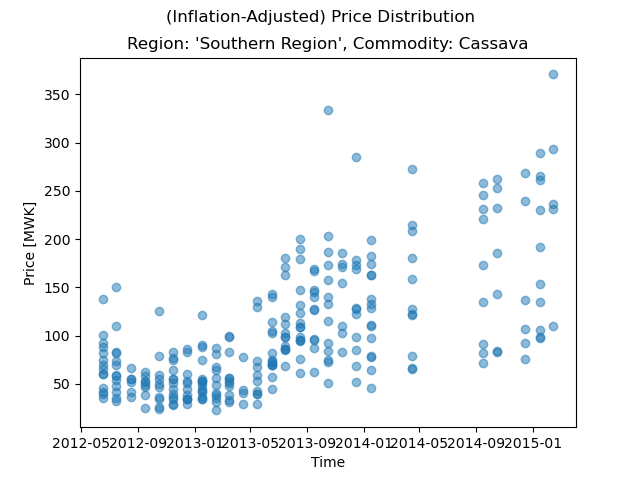 (Inflation-Adjusted) Price Distribution
Region: 'Southern Region', Commodity: Cassava
350
300
250
200
150
100
50
Price [MWK]
2012-05 2012-09 2013-01 2013-05 2013-09 2014-01 2014-05 2014-09 2015-01
Time